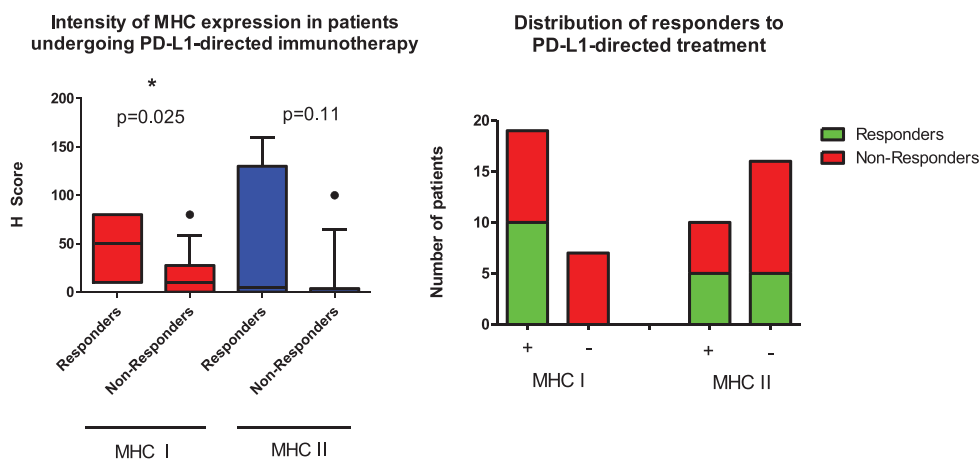 Intensity of MHC expression in patients
undergoing PD-L1-directed immunotherapy
*
p=0.025
p=0.11
200
150
100
50
0
H Score
Responders
Non-Responders
Responders
Non-Responders
MHC I
MHC II
Distribution of responders to
PD-L1-directed treatment
Responders
Non-Responders
20
15
10
5
0
Number of patients
+ - + -
MHC I MHC II